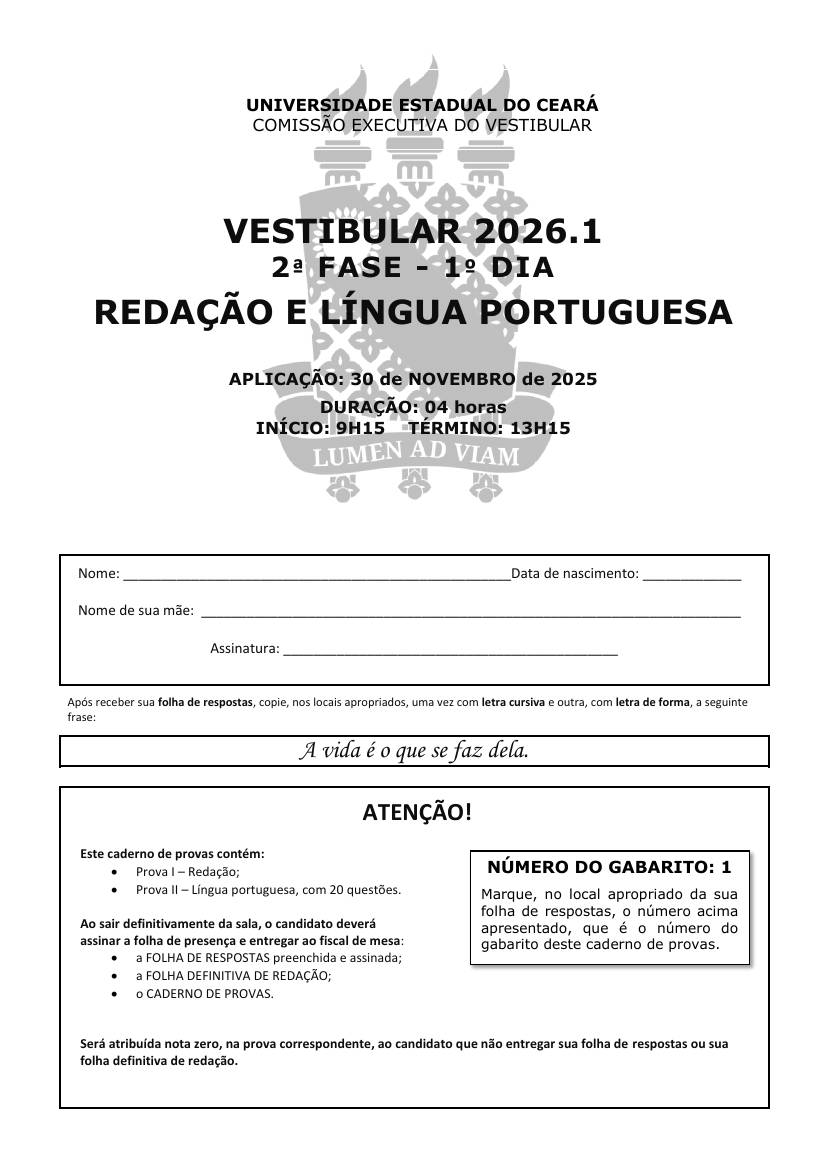 UNIVERSIDADE ESTADUAL DO CEARÁ
COMISSÃO EXECUTIVA DO VESTIBULAR
VESTIBULAR 2026.1
2ª FASE - 1º DIA
REDAÇÃO E LÍNGUA PORTUGUESA
APLICAÇÃO: 30 de NOVEMBRO de 2025
DURAÇÃO: 04 horas
INÍCIO: 9H15 TÉRMINO: 13H15
LUMEN AD VIAM
Nome: ____________________________________________________Data de nascimento: _____________
Nome de sua mãe: ________________________________________________________________________
Assinatura: _____________________________________________
Após receber sua folha de respostas, copie, nos locais apropriados, uma vez com letra cursiva e outra, com letra de forma, a seguinte
frase:
A vida é o que se faz dela.
ATENÇÃO!
Este caderno de provas contém:
• Prova I – Redação;
• Prova II – Língua portuguesa, com 20 questões.
Ao sair definitivamente da sala, o candidato deverá
assinar a folha de presença e entregar ao fiscal de mesa:
• a FOLHA DE RESPOSTAS preenchida e assinada;
• a FOLHA DEFINITIVA DE REDAÇÃO;
• o CADERNO DE PROVAS.
NÚMERO DO GABARITO: 1
Marque, no local apropriado da sua
folha de respostas, o número acima
apresentado, que é o número do
gabarito deste caderno de provas.
Será atribuída nota zero, na prova correspondente, ao candidato que não entregar sua folha de respostas ou sua
folha definitiva de redação.